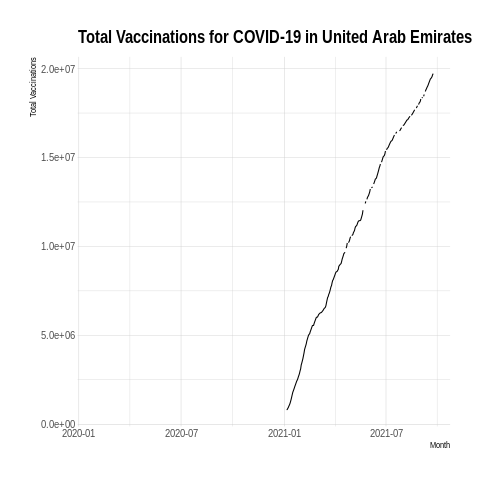 Total Vaccinations for COVID-19 in United Arab Emirates
Total Vaccinations
2.0e+07
1.5e+07
1.0e+07
5.0e+06
0.0e+00
2020-01
2020-07
2021-01
2021-07
Month